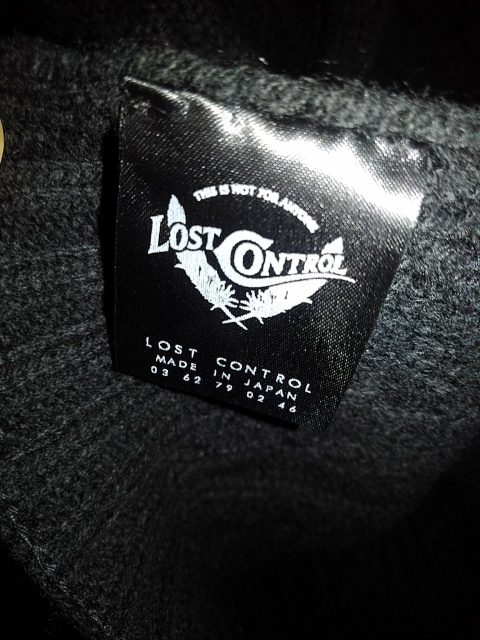 THIS IS NOT FOR ANYONE
LOST CONTROL
LOST CONTROL
MADE IN JAPAN
03 62 79 02 46